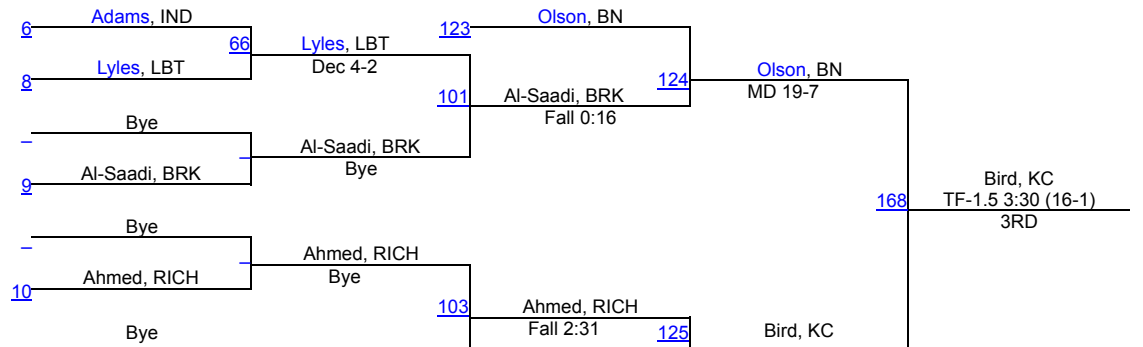 Adams, IND
6
66
Lyles, LBT
8
Lyles, LBT
Dec 4-2
Bye
–
–
Al-Saadi, BRK
9
Al-Saadi, BRK
Bye
101
123
Olson, BN
Al-Saadi, BRK
Fall 0:16
124
Olson, BN
MD 19-7
Bye
–
–
Ahmed, RICH
10
Ahmed, RICH
Bye
Bye
103
Ahmed, RICH
Fall 2:31
125
Bird, KC
168
Bird, KC
TF-1.5 3:30 (16-1)
3RD